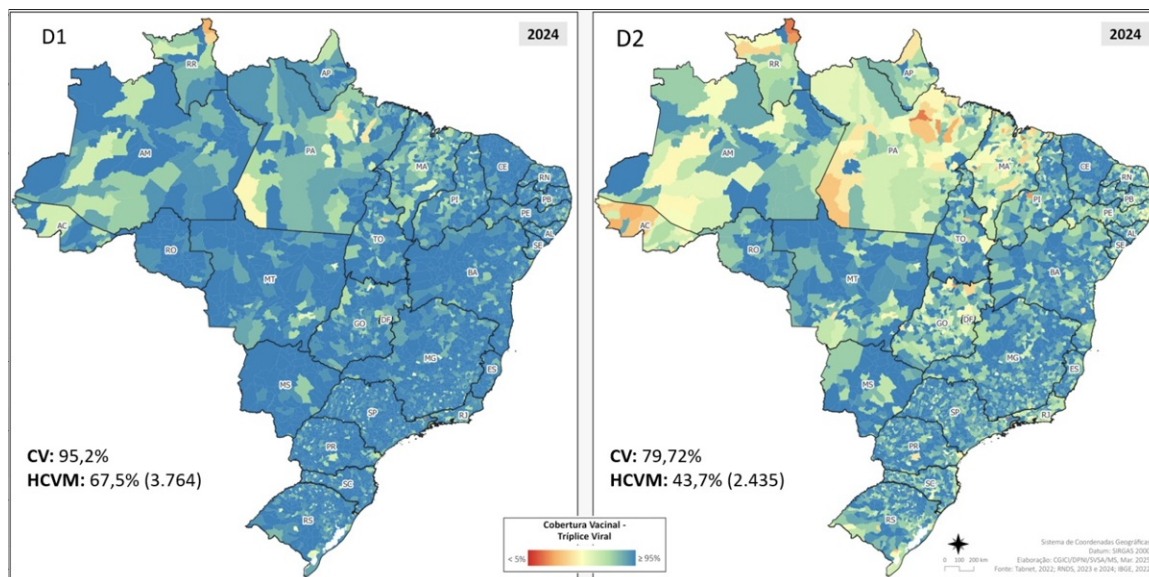 D1
2024
RR
AP
AM
PA
MA
CE
RN
PB
PE
AL
SE
PI
AC
TO
RO
BA
MT
GO
DF
MG
ES
MS
SP
RJ
PR
SC
RS
CV: 95,2%
HCVM: 67,5% (3.764)
D2
2024
RR
AP
AM
PA
MA
CE
RN
PB
PE
AL
SE
PI
AC
TO
RO
BA
MT
GO
DF
MG
ES
MS
SP
RJ
PR
SC
RS
CV: 79,72%
HCVM: 43,7% (2.435)
Cobertura Vacinal -
Tríplice Viral
< 5%
≥ 95%
0 100 200 km
Sistema de Coordenadas Geográficas
Datum: SIRGAS 2000
Elaboração: CGICI/DPNI/SVSA/MS, Mar. 2025
Fonte: Tabnet, 2022; RNDS, 2023 e 2024; IBGE, 2022